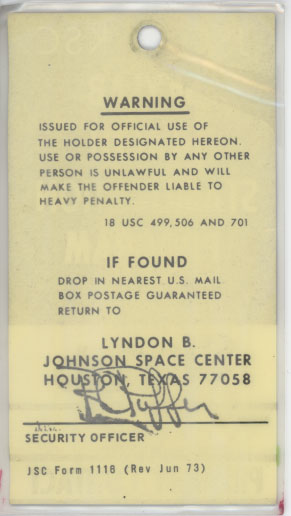 WARNING
ISSUED FOR OFFICIAL USE OF
THE HOLDER DESIGNATED HEREON.
USE OR POSSESSION BY ANY OTHER
PERSON IS UNLAWFUL AND WILL
MAKE THE OFFENDER LIABLE TO
HEAVY PENALTY.
18 USC 499,506 AND 701
IF FOUND
DROP IN NEAREST U.S. MAIL
BOX POSTAGE GUARANTEED
RETURN TO
LYNDON B.
JOHNSON SPACE CENTER
HOUSTON, TEXAS 77058
SECURITY OFFICER
JSC Form 1116 (Rev Jun 73)